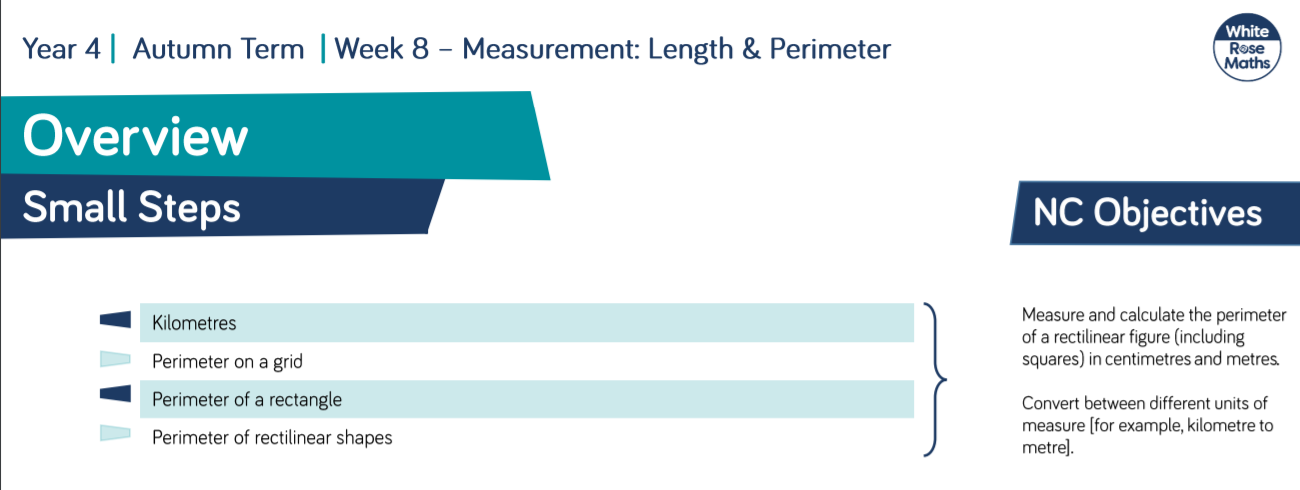 Year 4 | Autumn Term | Week 8 – Measurement: Length & Perimeter
White
Rose
Maths
Overview
Small Steps
NC Objectives
Kilometres
Perimeter on a grid
Perimeter of a rectangle
Perimeter of rectilinear shapes
Measure and calculate the perimeter
of a rectilinear figure (including
squares) in centimetres and metres.
Convert between different units of
measure [for example, kilometre to
metre].